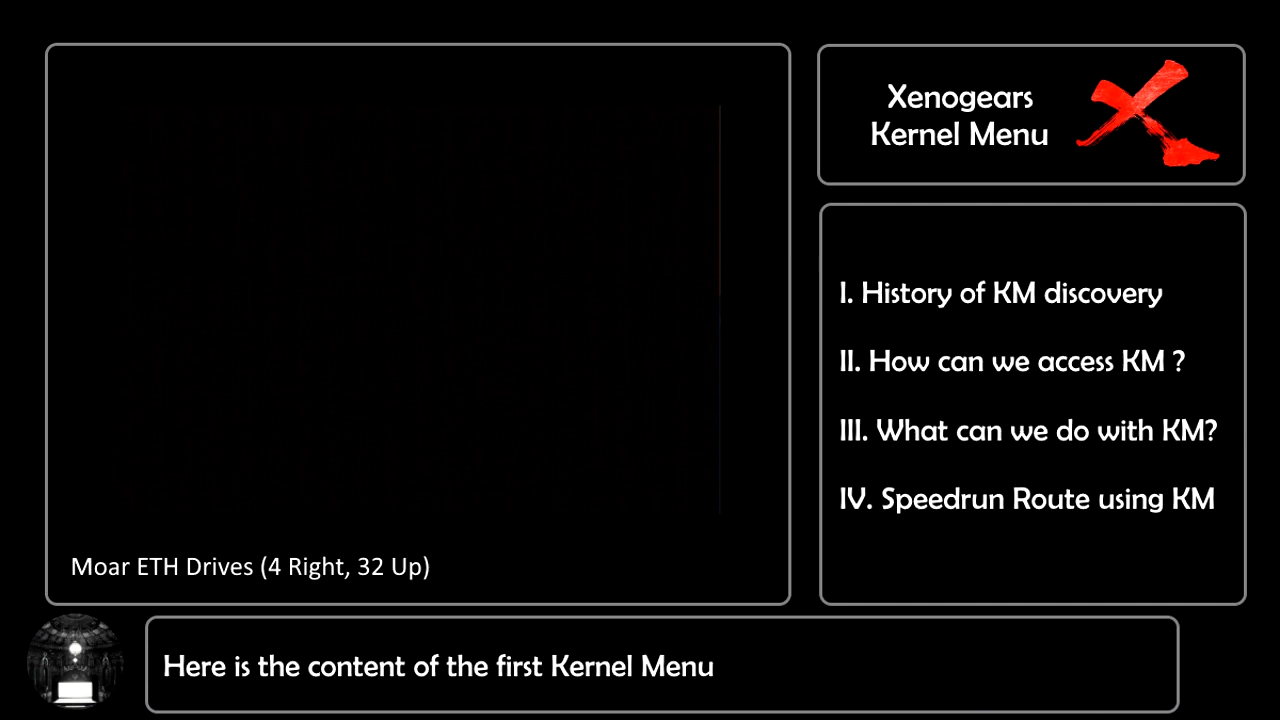 Xenogears
Kernel Menu
I. History of KM discovery
II. How can we access KM ?
III. What can we do with KM?
IV. Speedrun Route using KM
Moar ETH Drives (4 Right, 32 Up)
Here is the content of the first Kernel Menu